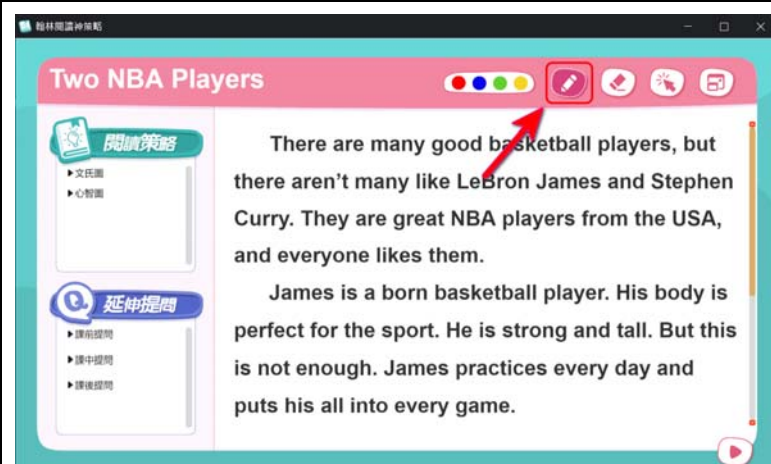 翰林閱讀神策略
Two NBA Players
閱讀策略
▶文氏圖
▶心智圖
延伸提問
▶課前提問
▶課中提問
▶課後提問
There are many good basketball players, but
there aren’t many like LeBron James and Stephen
Curry. They are great NBA players from the USA,
and everyone likes them.
James is a born basketball player. His body is
perfect for the sport. He is strong and tall. But this
is not enough. James practices every day and
puts his all into every game.